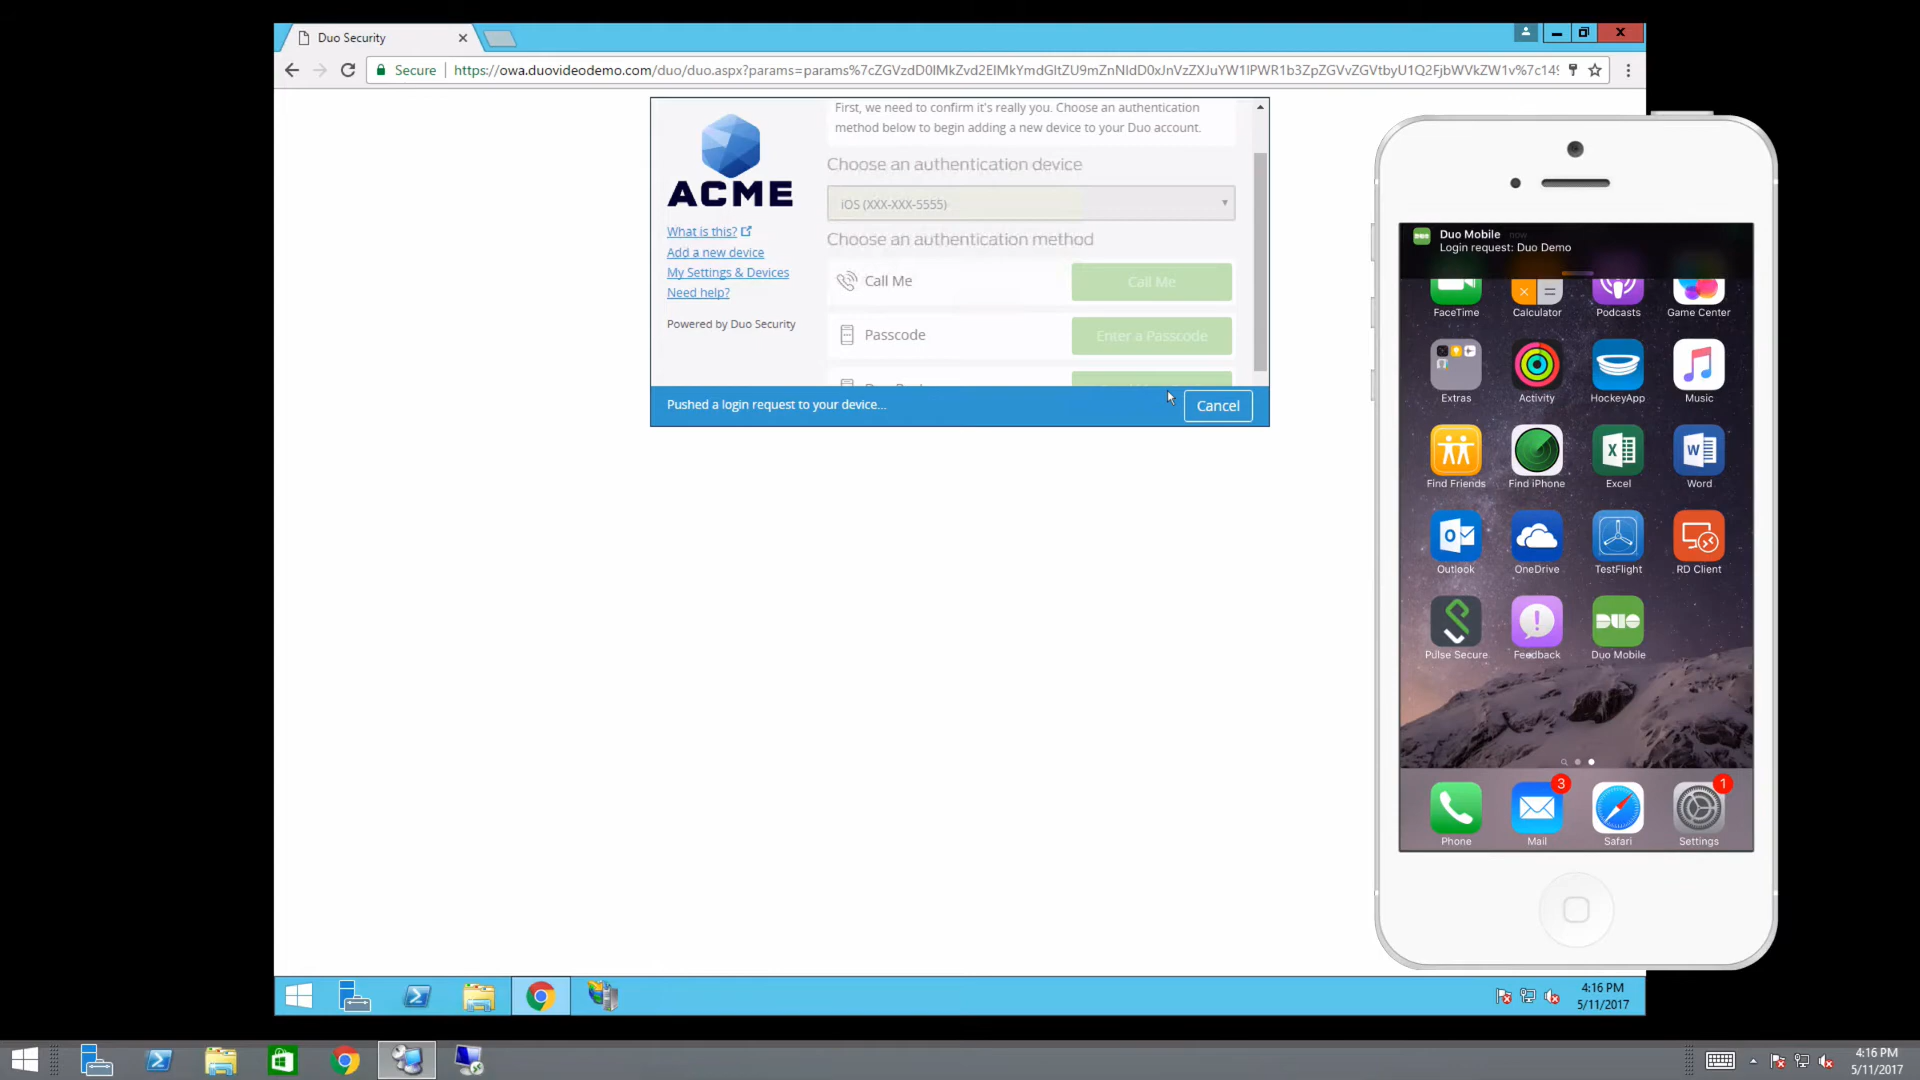 Duo Security
Secure
https://owa.duovideodemo.com/duo/duo.aspx?params=params%7cZGVzdD0lMkZvd2ElMkYmdGltZU9mZnNldD0xJnVzZXJuYW1lPWR1b3ZpZGVvZGVtbyU1Q2FjbWVkZW1v%7c149
ACME
What is this?
Add a new device
My Settings & Devices
Need help?
Powered by Duo Security
First, we need to confirm it's really you. Choose an authentication
method below to begin adding a new device to your Duo account.
Choose an authentication device
iOS (XXX-XXX-5555)
Choose an authentication method
Call Me
Call Me
Passcode
Enter a Passcode
Pushed a login request to your device...
Cancel
Duo Mobile now
Login request: Duo Demo
FaceTime Calculator Podcasts Game Center
Extras Activity HockeyApp Music
Find Friends Find iPhone Excel Word
Outlook OneDrive TestFlight RD Client
DUO
Pulse Secure Feedback Duo Mobile
3
1
Phone Mail Safari Settings
4:16 PM
5/11/2017
4:16 PM
5/11/2017